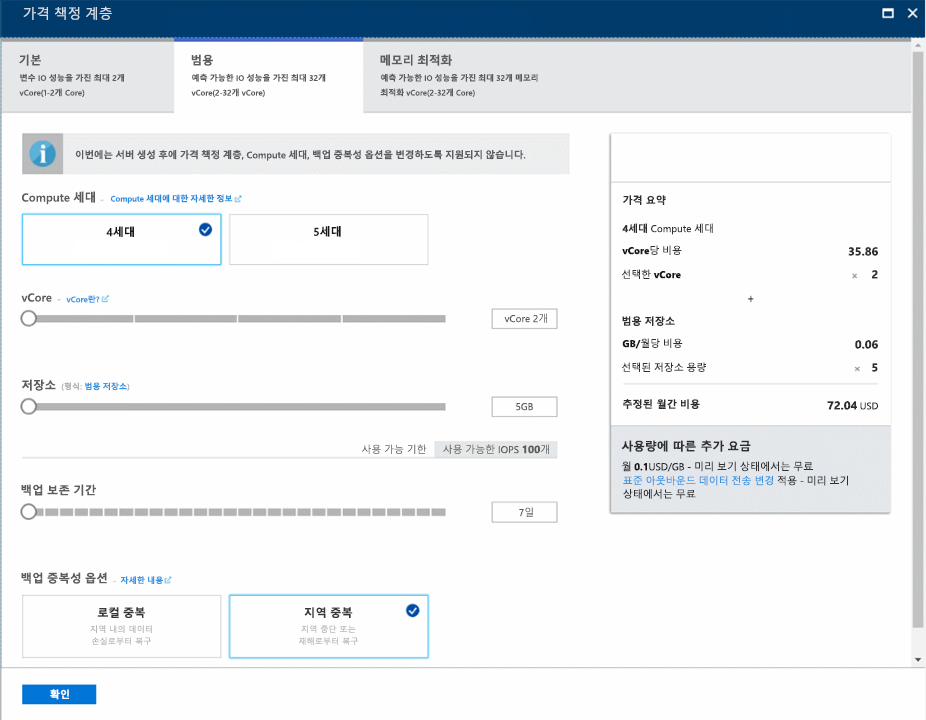 가격 책정 계층
기본
변수 IO 성능을 가진 최대 2개
vCore(1-2개 Core)
범용
예측 가능한 IO 성능을 가진 최대 32개
vCore(2-32개 vCore)
메모리 최적화
예측 가능한 IO 성능을 가진 최대 32개 메모리
최적화 vCore(2-32개 Core)
이번에는 서버 생성 후에 가격 책정 계층, Compute 세대, 백업 중복성 옵션을 변경하도록 지원되지 않습니다.
Compute 세대 - Compute 세대에 대한 자세한 정보
4세대
5세대
vCore - vCore란?
vCore 2개
저장소 (형식: 범용 저장소)
5GB
사용 가능 기한 사용 가능한 IOPS 100개
백업 보존 기간
7일
백업 중복성 옵션 - 자세한 내용
로컬 중복
지역 내의 데이터
손실로부터 복구
지역 중복
지역 중단 또는
재해로부터 복구
가격 요약
4세대 Compute 세대
vCore당 비용 35.86
선택한 vCore × 2
+
범용 저장소
GB/월당 비용 0.06
선택된 저장소 용량 × 5
추정된 월간 비용 72.04 USD
사용량에 따른 추가 요금
월 0.1USD/GB - 미리 보기 상태에서는 무료
표준 아웃바운드 데이터 전송 변경 적용 - 미리 보기
상태에서는 무료
확인